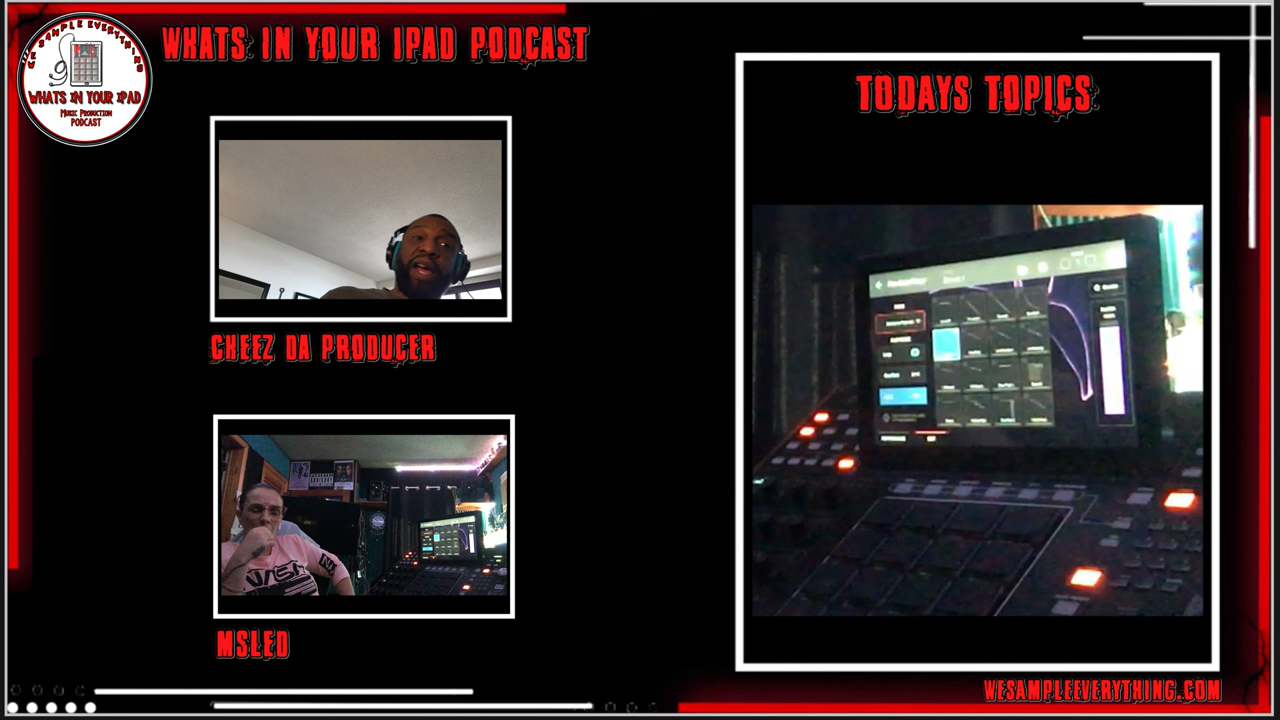 WE SAMPLE EVERYTHING
WHATS IN YOUR IPAD
MUSIC PRODUCTION
PODCAST
WHATS IN YOUR IPAD PODCAST
TODAYS TOPICS
CHEEZ DA PRODUCER
MSLED
WESAMPLEEVERYTHING.COM